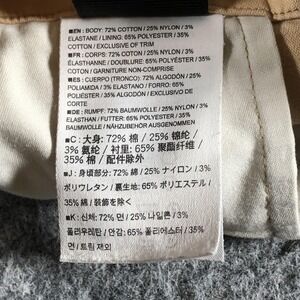 ■EN: BODY: 72% COTTON / 25% NYLON / 3%
ELASTANE / LINING: 65% POLYESTER / 35%
COTTON / EXCLUSIVE OF TRIM
■FR: CORPS: 72% COTON / 25% NYLON / 3%
ÉLASTHANNE / DOUBLURE: 65% POLYESTER / 35%
COTON / GARNITURE NON-COMPRISE
■ES: CUERPO (TRONCO): 72% ALGODÓN / 25%
POLIAMIDA / 3% ELASTANO / FORRO: 65%
POLIÉSTER / 35% ALGODÓN / EXCLUSIVO DE
CORTE
■DE: RUMPF: 72% BAUMWOLLE / 25% NYLON / 3%
ELASTHAN / FUTTER: 65% POLYESTER / 35%
BAUMWOLLE / NÄHZUBEHÖR AUSGENOMMEN
■C: 大身: 72% 棉 / 25% 锦纶 /
3% 氨纶 / 衬里: 65% 聚酯纤维 /
35% 棉, 配件除外
■J: 身頃部分: 72% 綿 / 25% ナイロン / 3%
ポリウレタン / 裏生地: 65% ポリエステル /
35% 綿 / 装飾を除く
■K: 신체: 72% 면 / 25% 나일론 / 3%
폴리우레탄 / 안감: 65% 폴리에스터 / 35%
면 / 트림 제외